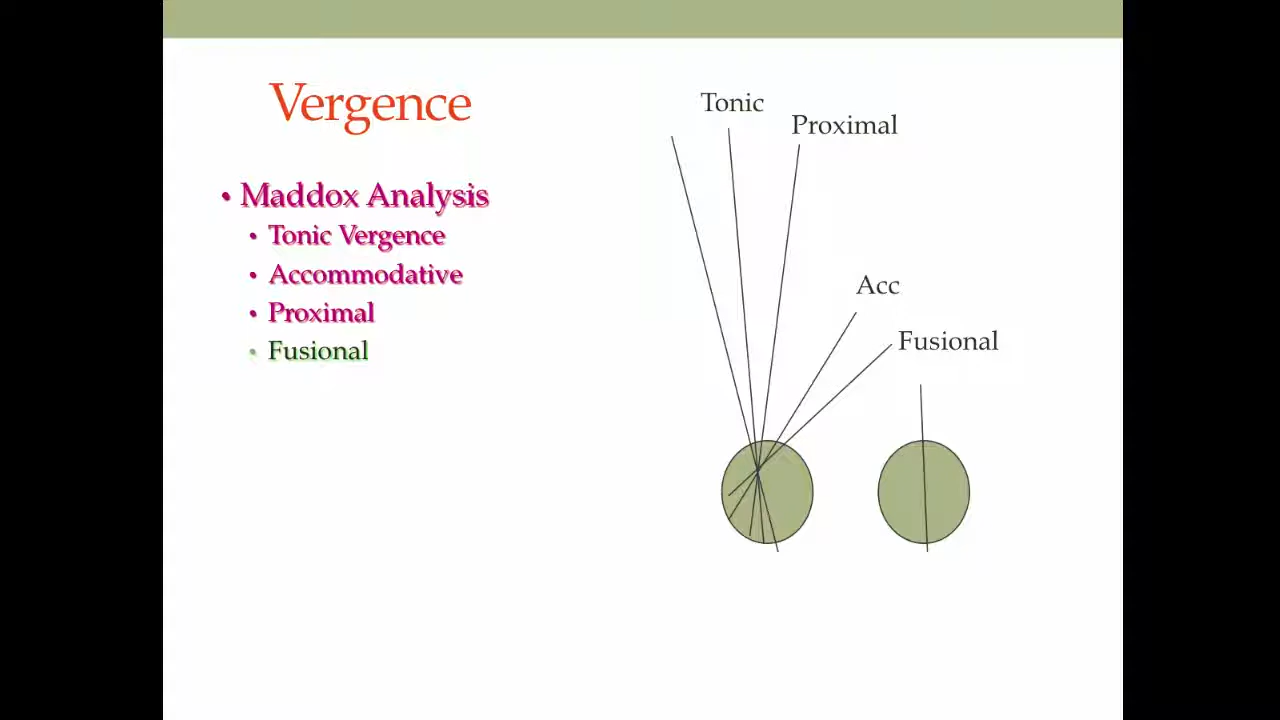 Vergence
• Maddox Analysis
• Tonic Vergence
• Accommodative
• Proximal
• Fusional
Tonic
Proximal
Acc
Fusional